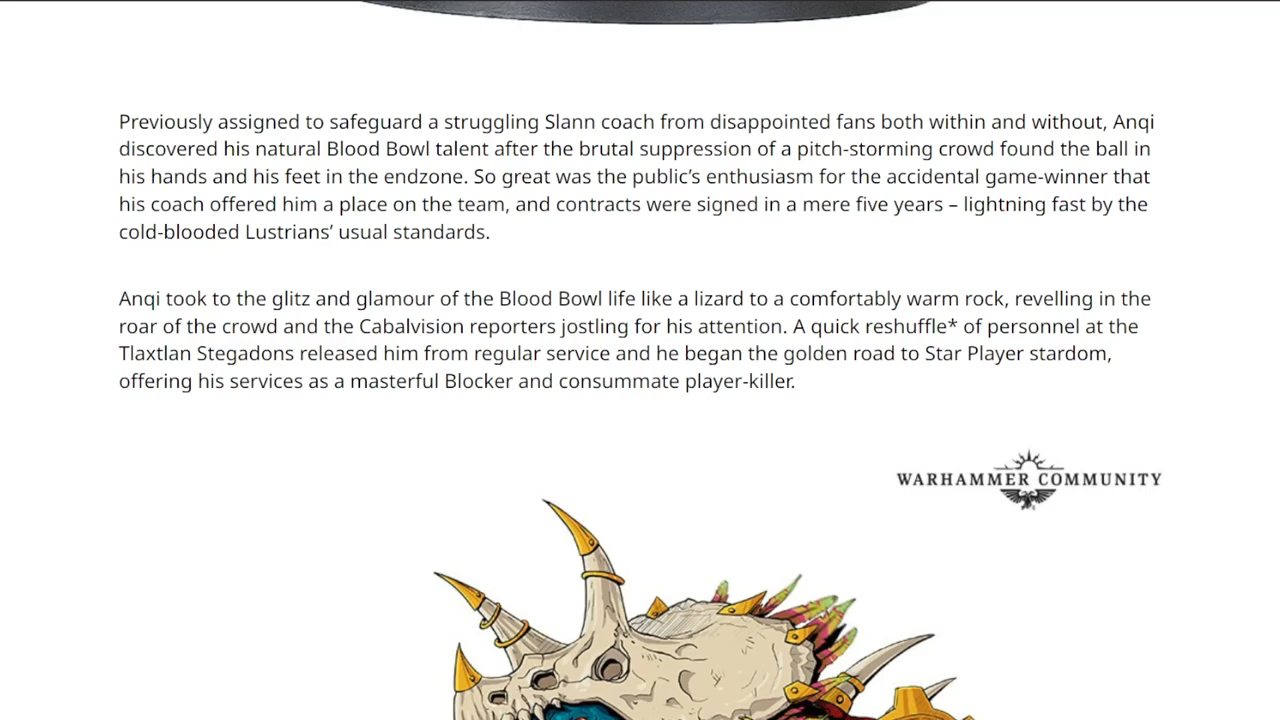 Previously assigned to safeguard a struggling Slann coach from disappointed fans both within and without, Anqi
discovered his natural Blood Bowl talent after the brutal suppression of a pitch-storming crowd found the ball in
his hands and his feet in the endzone. So great was the public’s enthusiasm for the accidental game-winner that
his coach offered him a place on the team, and contracts were signed in a mere five years – lightning fast by the
cold-blooded Lustrians’ usual standards.
Anqi took to the glitz and glamour of the Blood Bowl life like a lizard to a comfortably warm rock, revelling in the
roar of the crowd and the Cabalvision reporters jostling for his attention. A quick reshuffle* of personnel at the
Tlaxtlan Stegadons released him from regular service and he began the golden road to Star Player stardom,
offering his services as a masterful Blocker and consummate player-killer.
WARHAMMER COMMUNITY